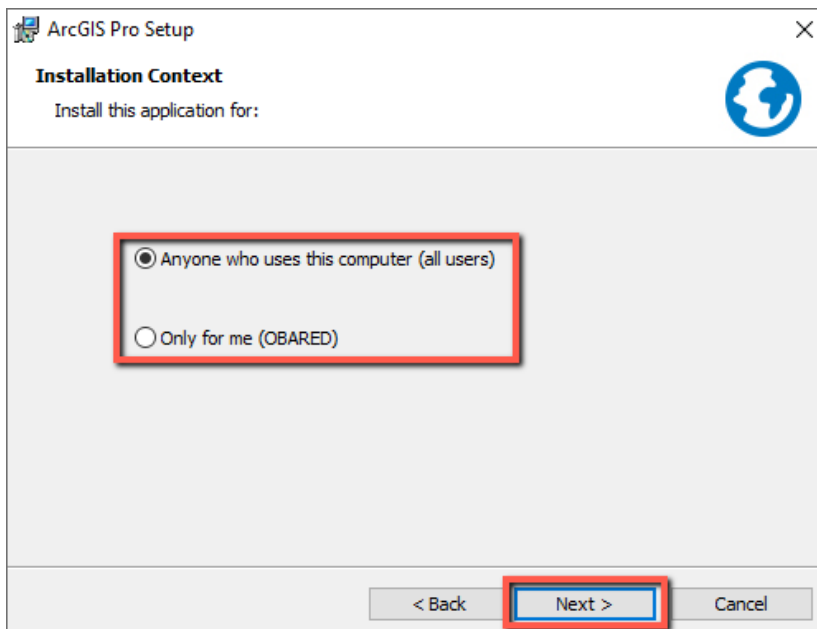 ArcGIS Pro Setup
Installation Context
Install this application for:
Anyone who uses this computer (all users)
Only for me (OBARED)
< Back Next > Cancel